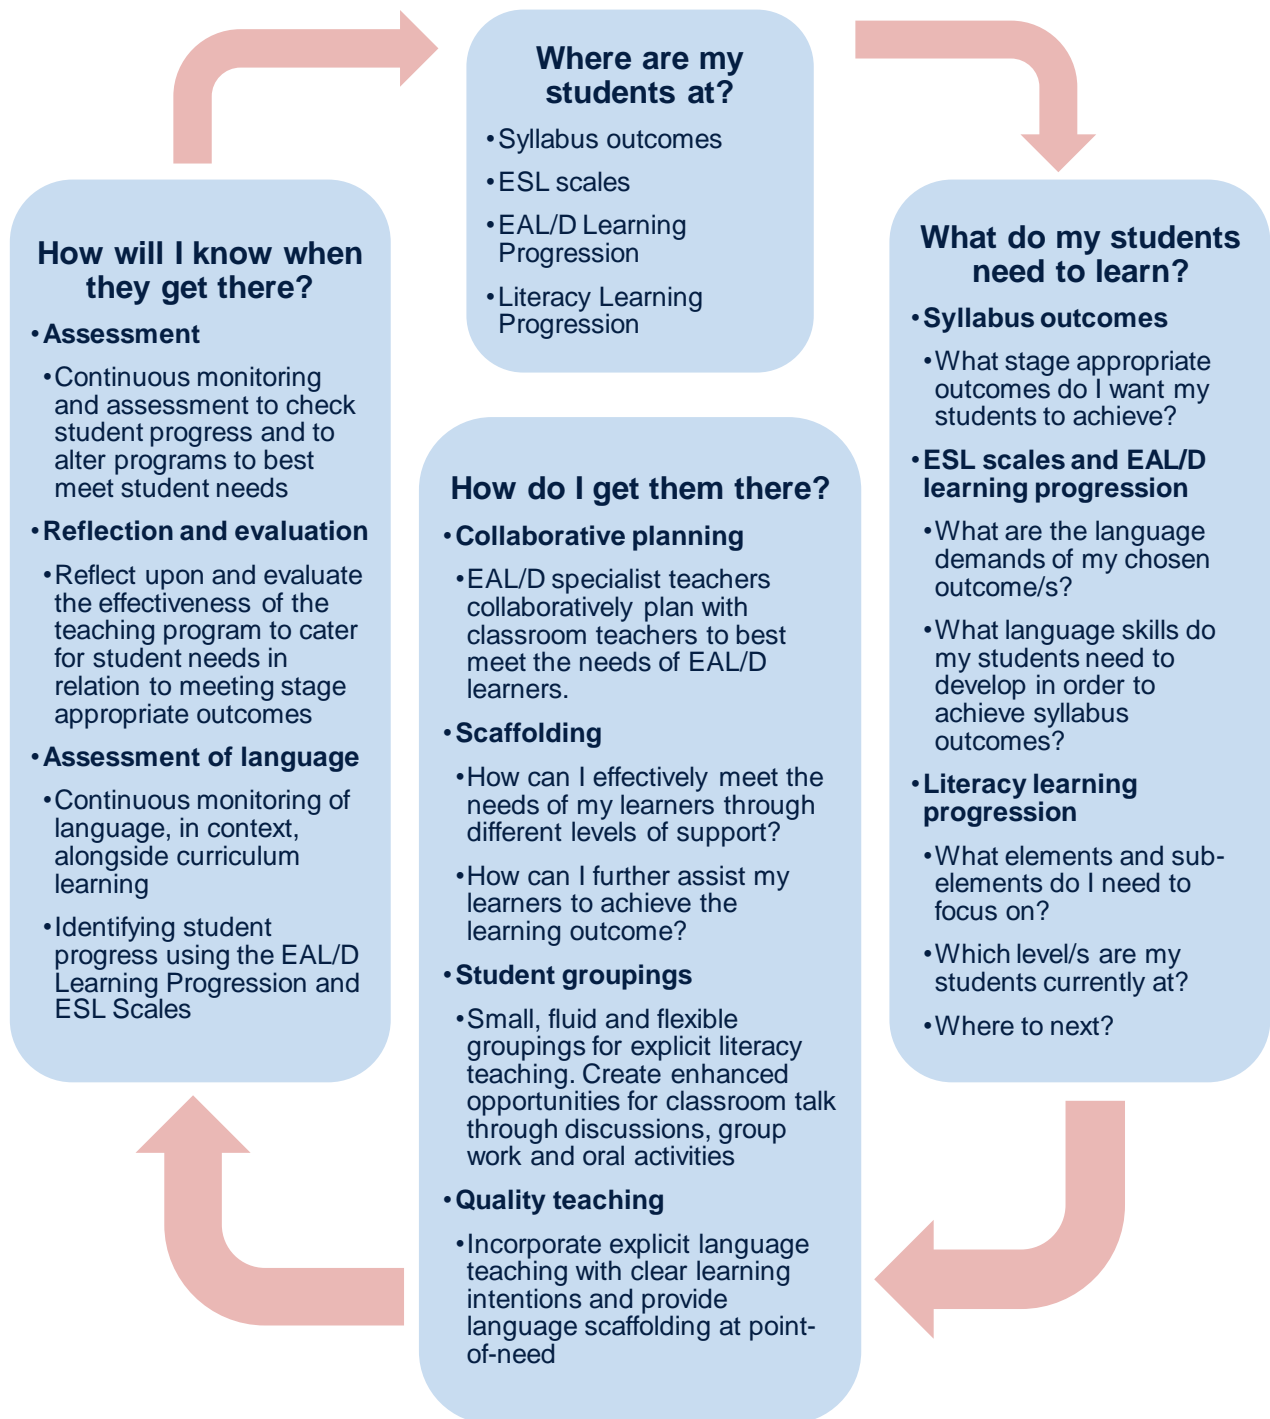 Where are my
students at?
•Syllabus outcomes
•ESL scales
•EAL/D Learning
Progression
•Literacy Learning
Progression
What do my students
need to learn?
•Syllabus outcomes
•What stage appropriate
outcomes do I want my
students to achieve?
•ESL scales and EAL/D
learning progression
•What are the language
demands of my chosen
outcome/s?
•What language skills do
my students need to
develop in order to
achieve syllabus
outcomes?
•Literacy learning
progression
•What elements and sub-
elements do I need to
focus on?
•Which level/s are my
students currently at?
•Where to next?
How do I get them there?
•Collaborative planning
•EAL/D specialist teachers
collaboratively plan with
classroom teachers to best
meet the needs of EAL/D
learners.
•Scaffolding
•How can I effectively meet the
needs of my learners through
different levels of support?
•How can I further assist my
learners to achieve the
learning outcome?
•Student groupings
•Small, fluid and flexible
groupings for explicit literacy
teaching. Create enhanced
opportunities for classroom talk
through discussions, group
work and oral activities
•Quality teaching
•Incorporate explicit language
teaching with clear learning
intentions and provide
language scaffolding at point-
of-need
How will I know when
they get there?
•Assessment
•Continuous monitoring
and assessment to check
student progress and to
alter programs to best
meet student needs
•Reflection and evaluation
•Reflect upon and evaluate
the effectiveness of the
teaching program to cater
for student needs in
relation to meeting stage
appropriate outcomes
•Assessment of language
•Continuous monitoring of
language, in context,
alongside curriculum
learning
•Identifying student
progress using the EAL/D
Learning Progression and
ESL Scales